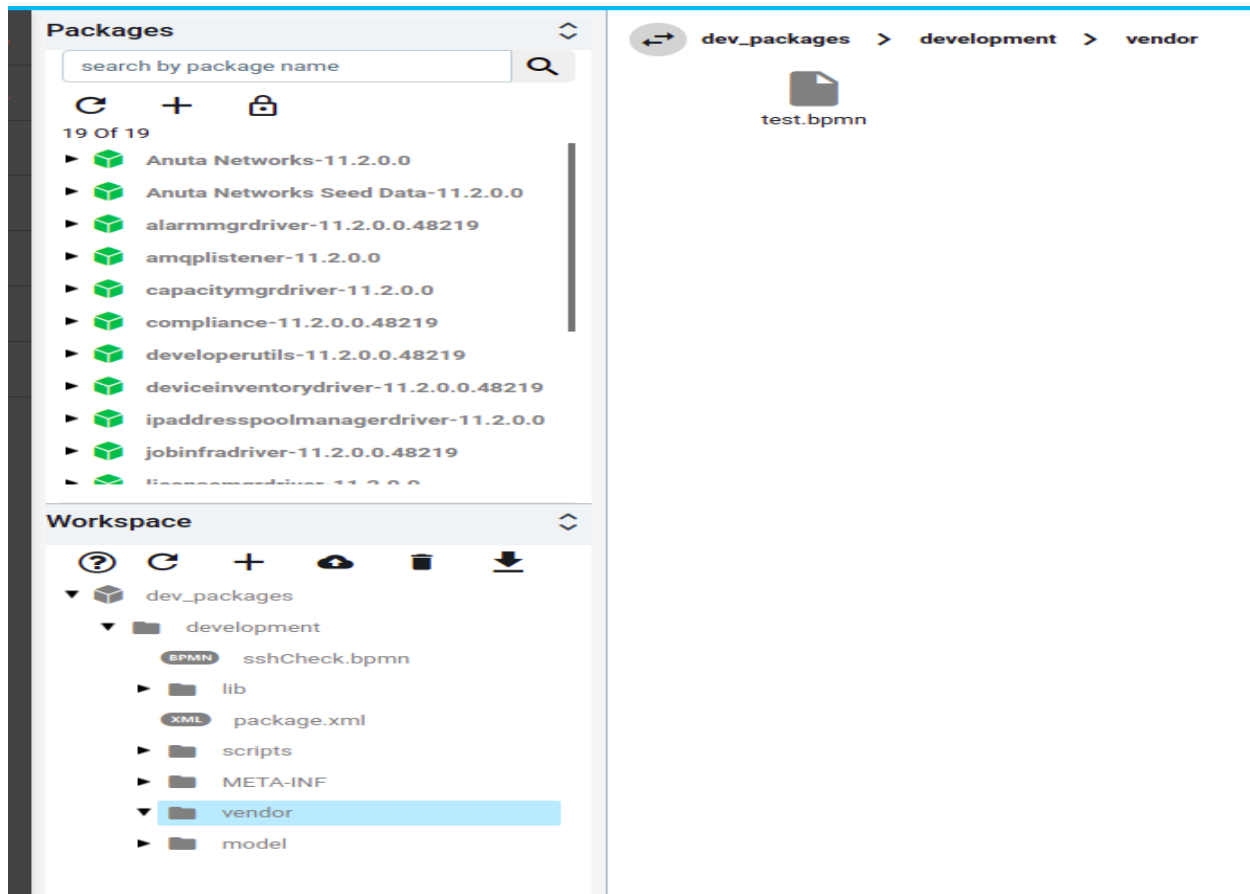 Packages
search by package name
19 Of 19
Anuta Networks-11.2.0.0
Anuta Networks Seed Data-11.2.0.0
alarmmgrdriver-11.2.0.0.48219
amqplistener-11.2.0.0
capacitymgrdriver-11.2.0.0
compliance-11.2.0.0.48219
developerutils-11.2.0.0.48219
deviceinventorydriver-11.2.0.0.48219
ipaddresspoolmanagerdriver-11.2.0.0
jobinfradriver-11.2.0.0.48219
Workspace
dev_packages
development
BPMN sshCheck.bpmn
lib
XML package.xml
scripts
META-INF
vendor
model
dev_packages > development > vendor
test.bpmn